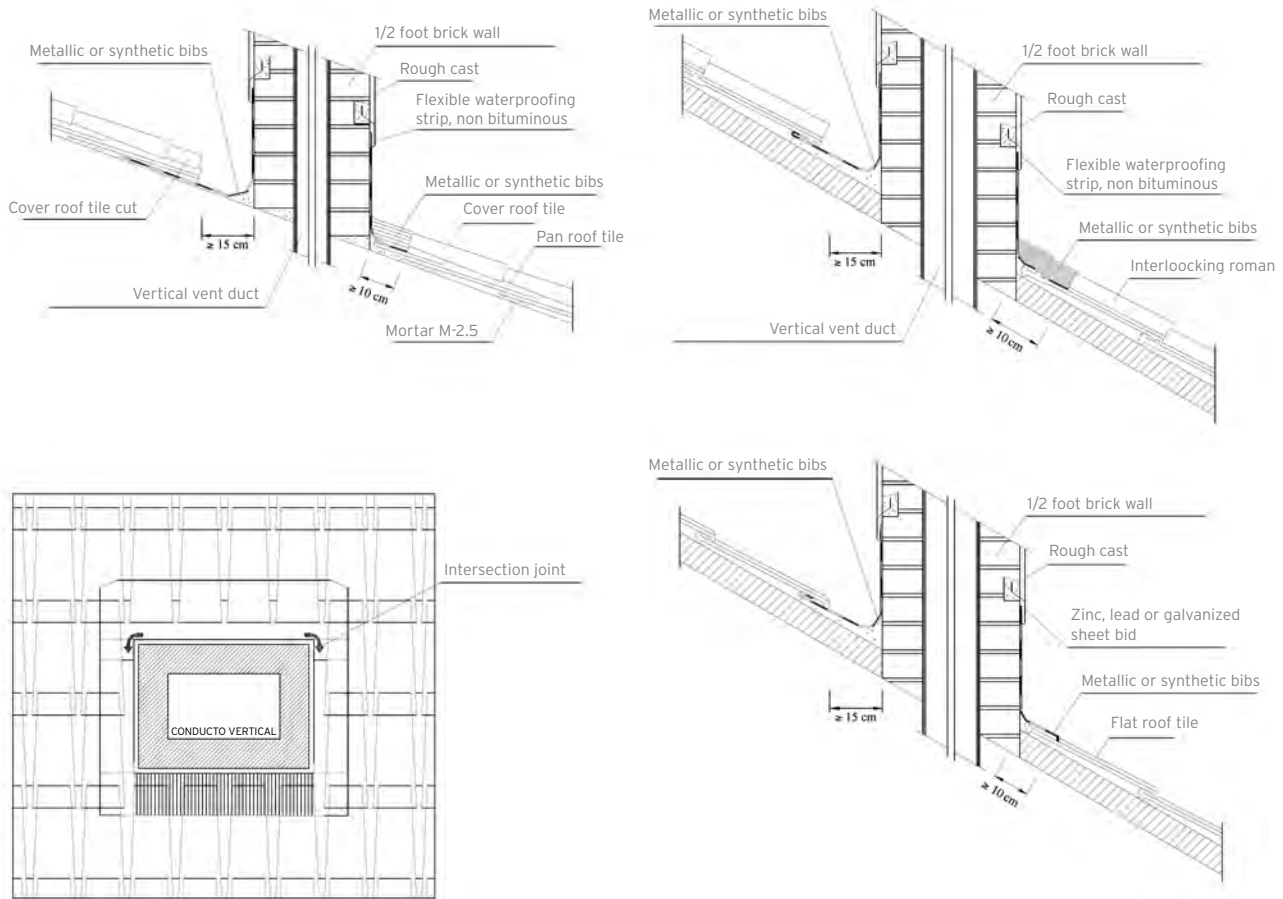 Metallic or synthetic bibs
1/2 foot brick wall
Rough cast
Flexible waterproofing
strip, non bituminous
Metallic or synthetic bibs
Cover roof tile
Pan roof tile
Cover roof tile cut
≥ 15 cm
≥ 10 cm
Vertical vent duct
Mortar M-2.5
Metallic or synthetic bibs
1/2 foot brick wall
Rough cast
Flexible waterproofing
strip, non bituminous
Metallic or synthetic bibs
Interloocking roman
≥ 15 cm
≥ 10 cm
Vertical vent duct
Intersection joint
CONDUCTO VERTICAL
Metallic or synthetic bibs
1/2 foot brick wall
Rough cast
Zinc, lead or galvanized
sheet bid
Metallic or synthetic bibs
Flat roof tile
≥ 15 cm
≥ 10 cm